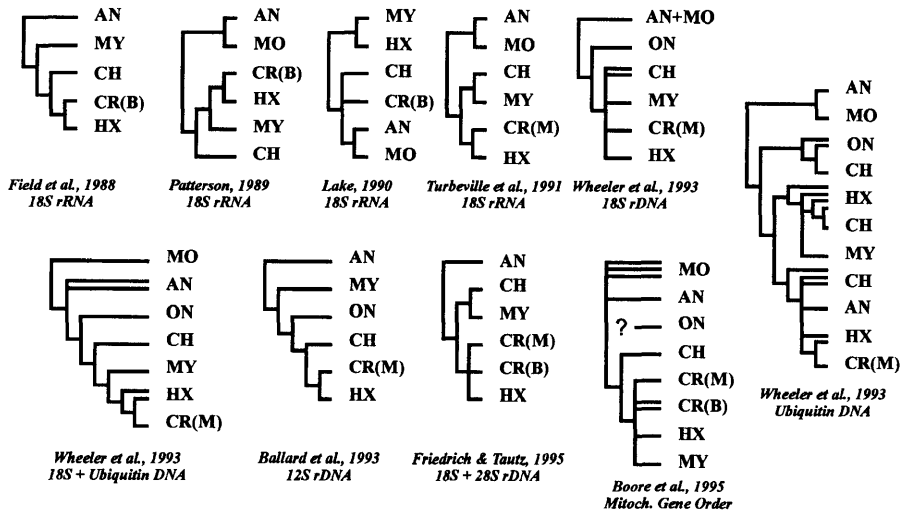 AN
MY
CH
CR(B)
HX
Field et al., 1988
18S rRNA
AN
MO
CR(B)
HX
MY
CH
Patterson, 1989
18S rRNA
MY
HX
CH
CR(B)
AN
MO
Lake, 1990
18S rRNA
AN
MO
CH
MY
CR(M)
HX
Turbeville et al. 1991
18S rRNA
AN+MO
ON
CH
MY
CR(M)
HX
Wheeler et al. 1993
18S rDNA
AN
MO
ON
CH
HX
CH
MY
CH
AN
HX
CR(M)
Wheeler et al. 1993
Ubiquitin DNA
MO
AN
ON
CH
MY
HX
CR(M)
Wheeler et al., 1993
18S + Ubiquitin DNA
AN
MY
ON
CH
CR(M)
HX
Ballard et al., 1993
12S rDNA
AN
CH
MY
CR(M)
CR(B)
HX
Friedrich & Tautz, 1995
18S + 28S rDNA
MO
AN
? ON
CH
CR(M)
CR(B)
HX
MY
Boore et al. 1995
Mitoch. Gene Order